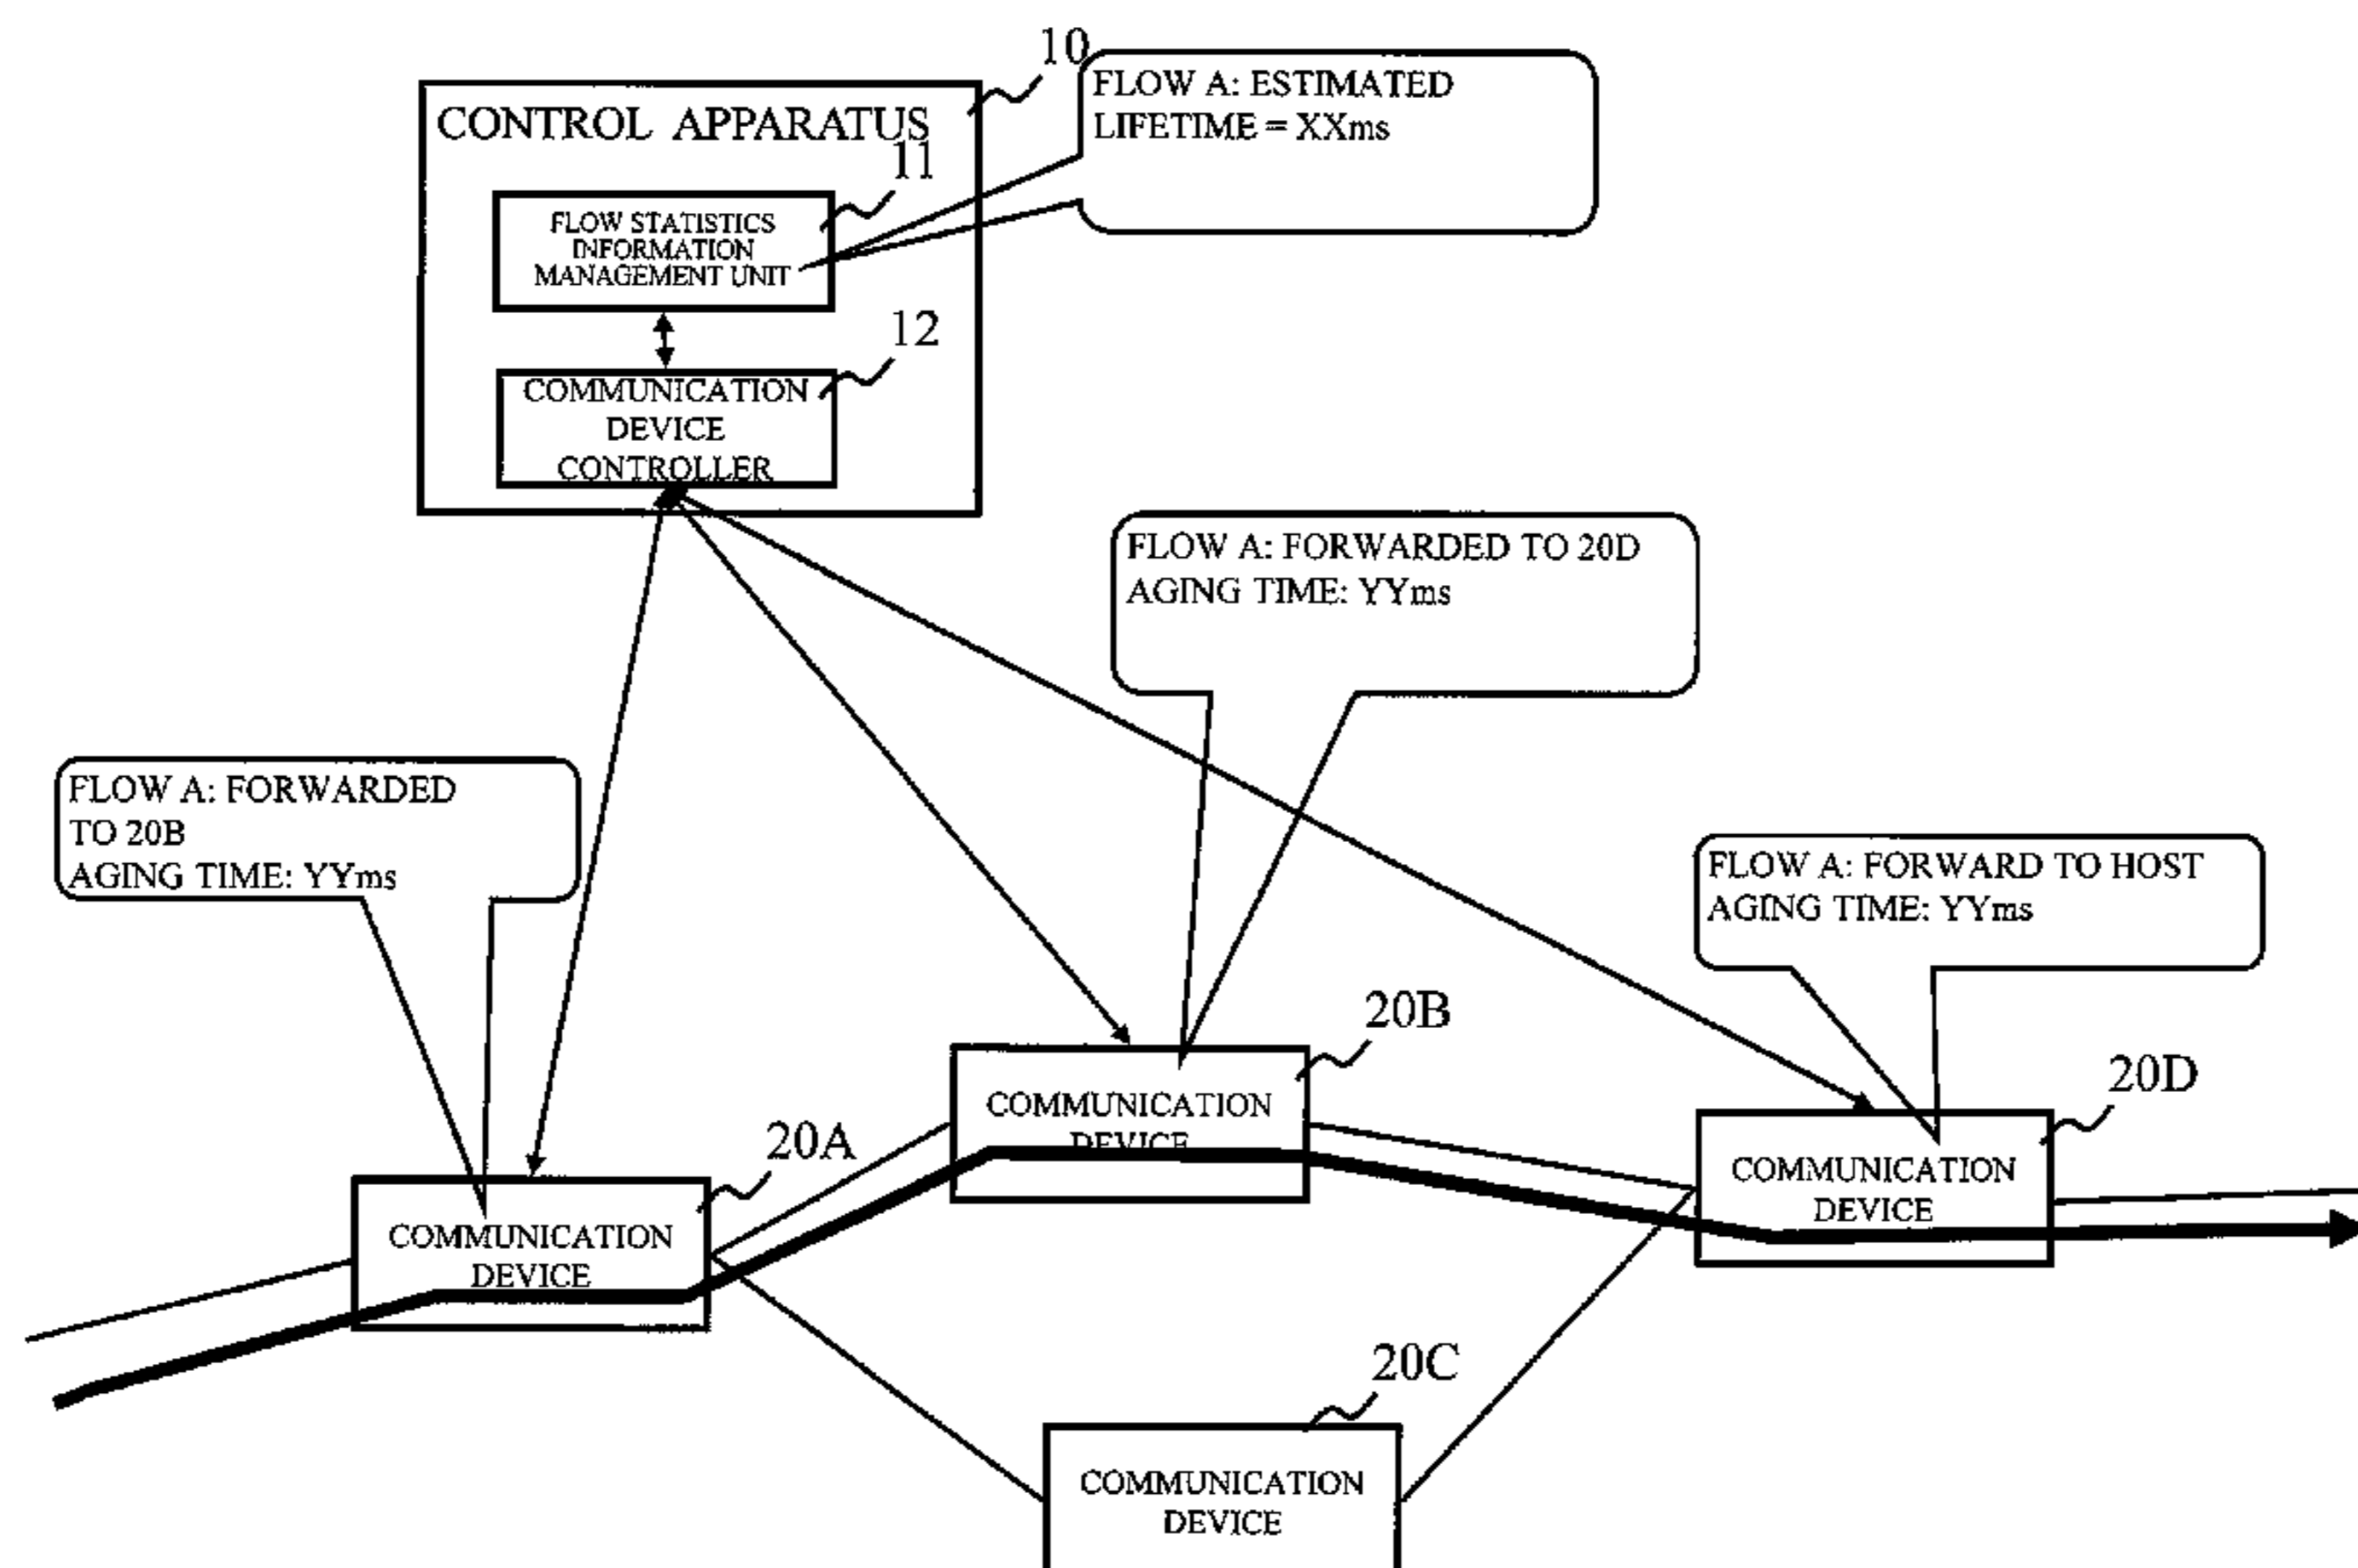 10
FLOW A: ESTIMATED
LIFETIME = XXms
CONTROL APPARATUS
11
FLOW STATISTICS
INFORMATION
MANAGEMENT UNIT
12
COMMUNICATION
DEVICE
CONTROLLER
FLOW A: FORWARDED TO 20D
AGING TIME: YYms
FLOW A: FORWARDED
TO 20B
AGING TIME: YYms
FLOW A: FORWARD TO HOST
AGING TIME: YYms
20B
COMMUNICATION
DEVICE
20D
COMMUNICATION
DEVICE
20A
COMMUNICATION
DEVICE
20C
COMMUNICATION
DEVICE